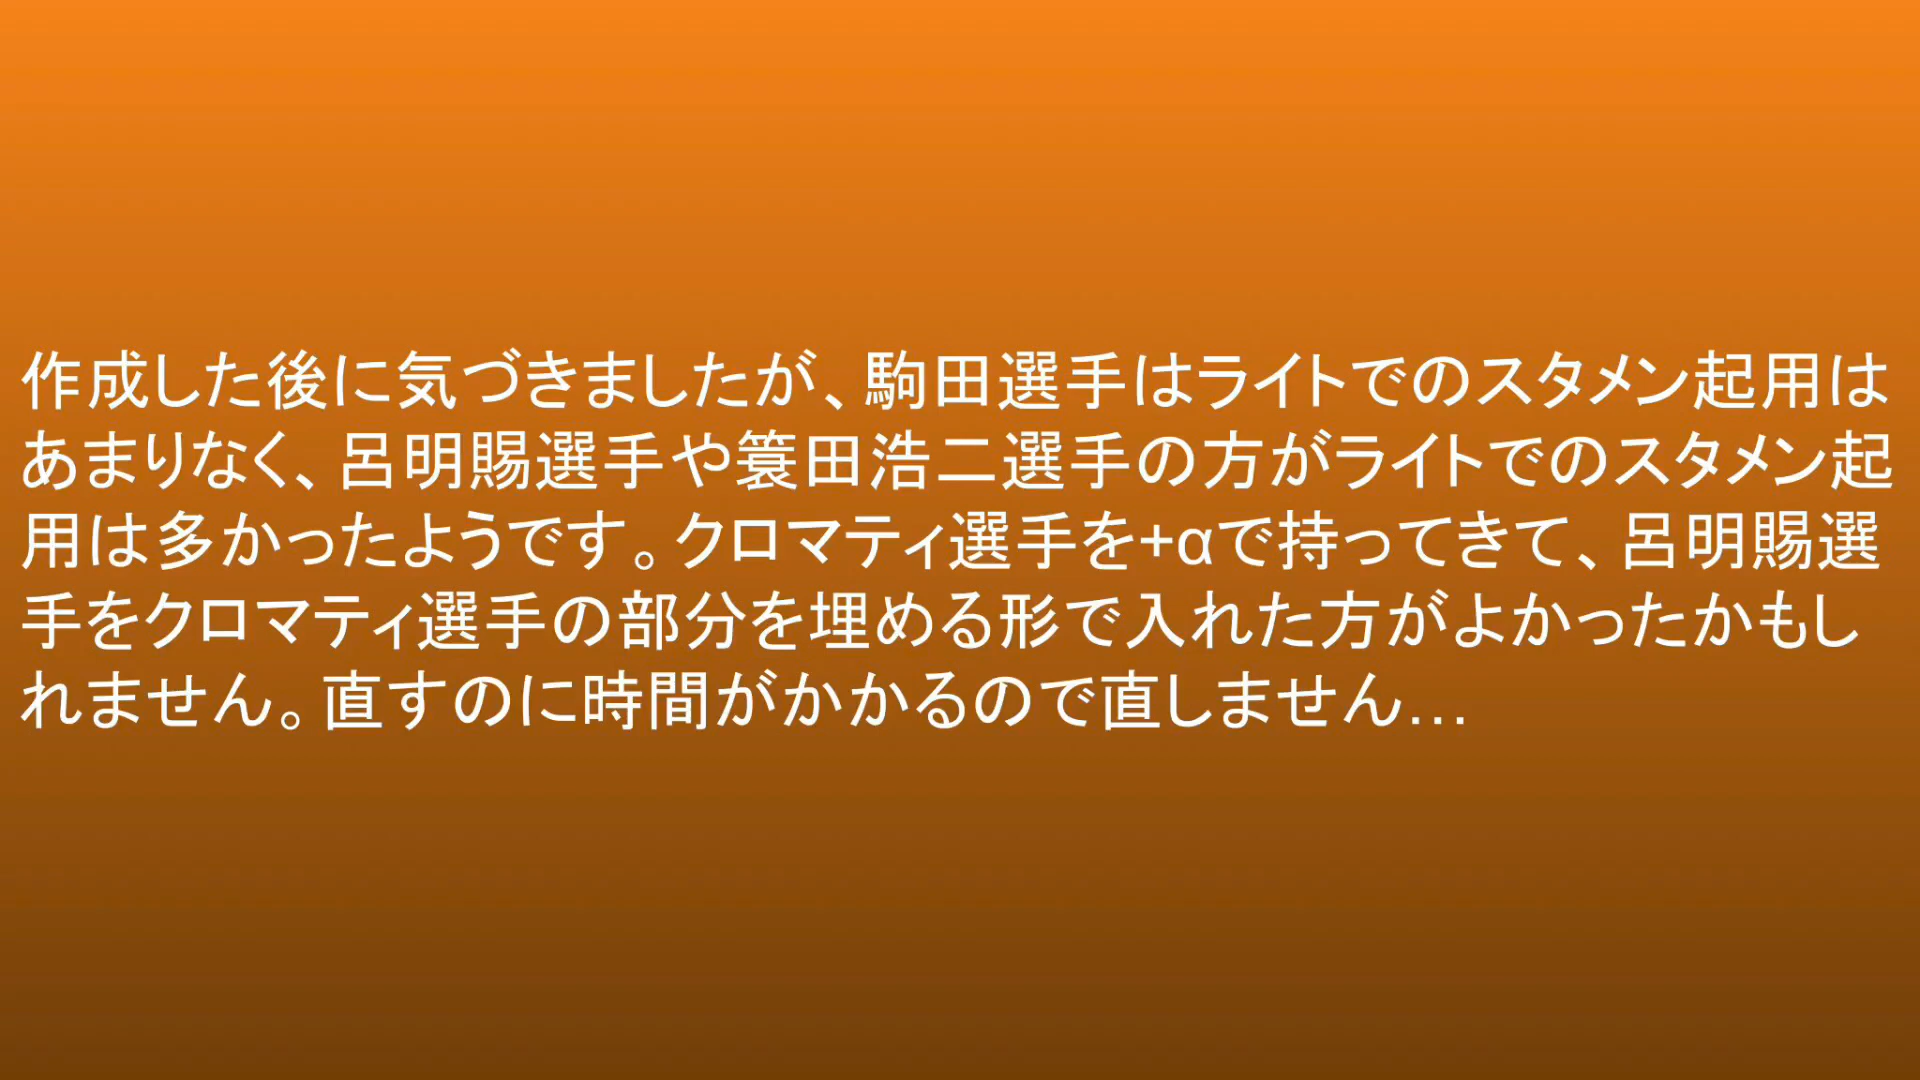 作成した後に気づきましたが、駒田選手はライトでのスタメン起用は
あまりなく、呂明賜選手や簑田浩二選手の方がライトでのスタメン起
用は多かったようです。クロマティ選手を+αで持ってきて、呂明賜選
手をクロマティ選手の部分を埋める形で入れた方がよかったかもし
れません。直すのに時間がかかるので直しません…